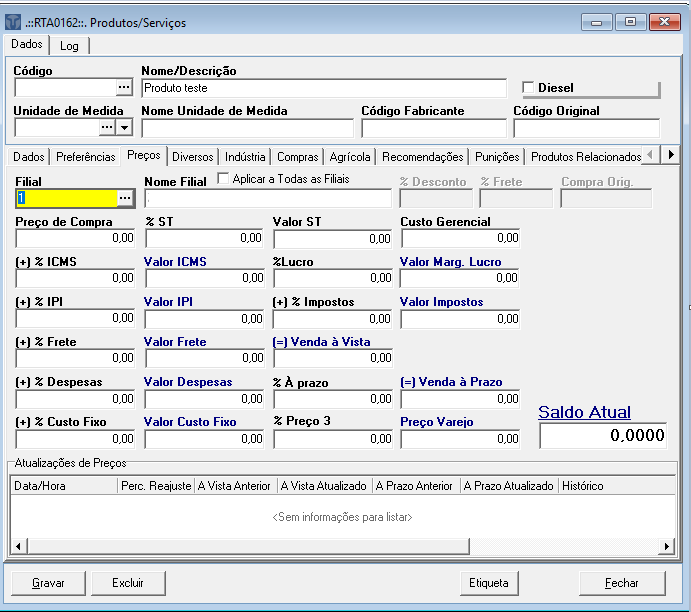 .::RTA0162::. Produtos/Serviços
Dados Log
Código Nome/Descrição
... Produto teste Diesel
Unidade de Medida Nome Unidade de Medida Código Fabricante Código Original
...
Dados Preferências Preços Diversos Indústria Compras Agrícola Recomendações Punições Produtos Relacionados
Filial Nome Filial Aplicar a Todas as Filiais % Desconto % Frete Compra Orig.
1 ... .
Preço de Compra % ST Valor ST Custo Gerencial
0,00 0,00 0,00 0,00
(+) % ICMS Valor ICMS %Lucro Valor Marg. Lucro
0,00 0,00 0,00 0,00
(+) % IPI Valor IPI (+) % Impostos Valor Impostos
0,00 0,00 0,00 0,00
(+) % Frete Valor Frete (=) Venda à Vista
0,00 0,00 0,00
(+) % Despesas Valor Despesas % À prazo (=) Venda à Prazo
0,00 0,00 0,00 0,00
(+) % Custo Fixo Valor Custo Fixo % Preço 3 Preço Varejo Saldo Atual
0,00 0,00 0,00 0,00 0,0000
Atualizações de Preços
Data/Hora Perc. Reajuste A Vista Anterior A Vista Atualizado A Prazo Anterior A Prazo Atualizado Histórico
<Sem informações para listar>
Gravar Excluir Etiqueta Fechar